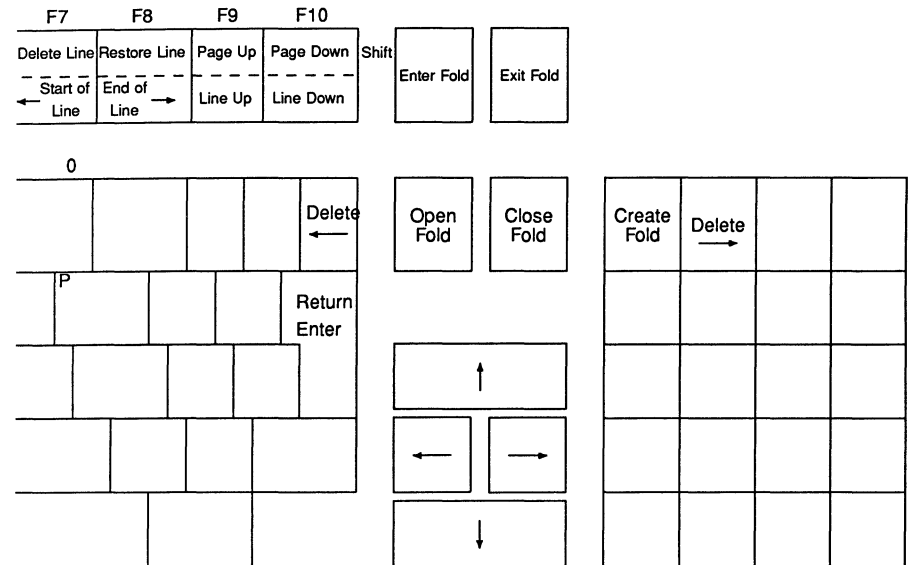 F7 F8 F9 F10
Delete Line Restore Line Page Up Page Down Shift
Start of Line End of Line Line Up Line Down
Enter Fold Exit Fold
0
Delete
Open Fold
Close Fold
Create Fold
Delete
P
Return
Enter